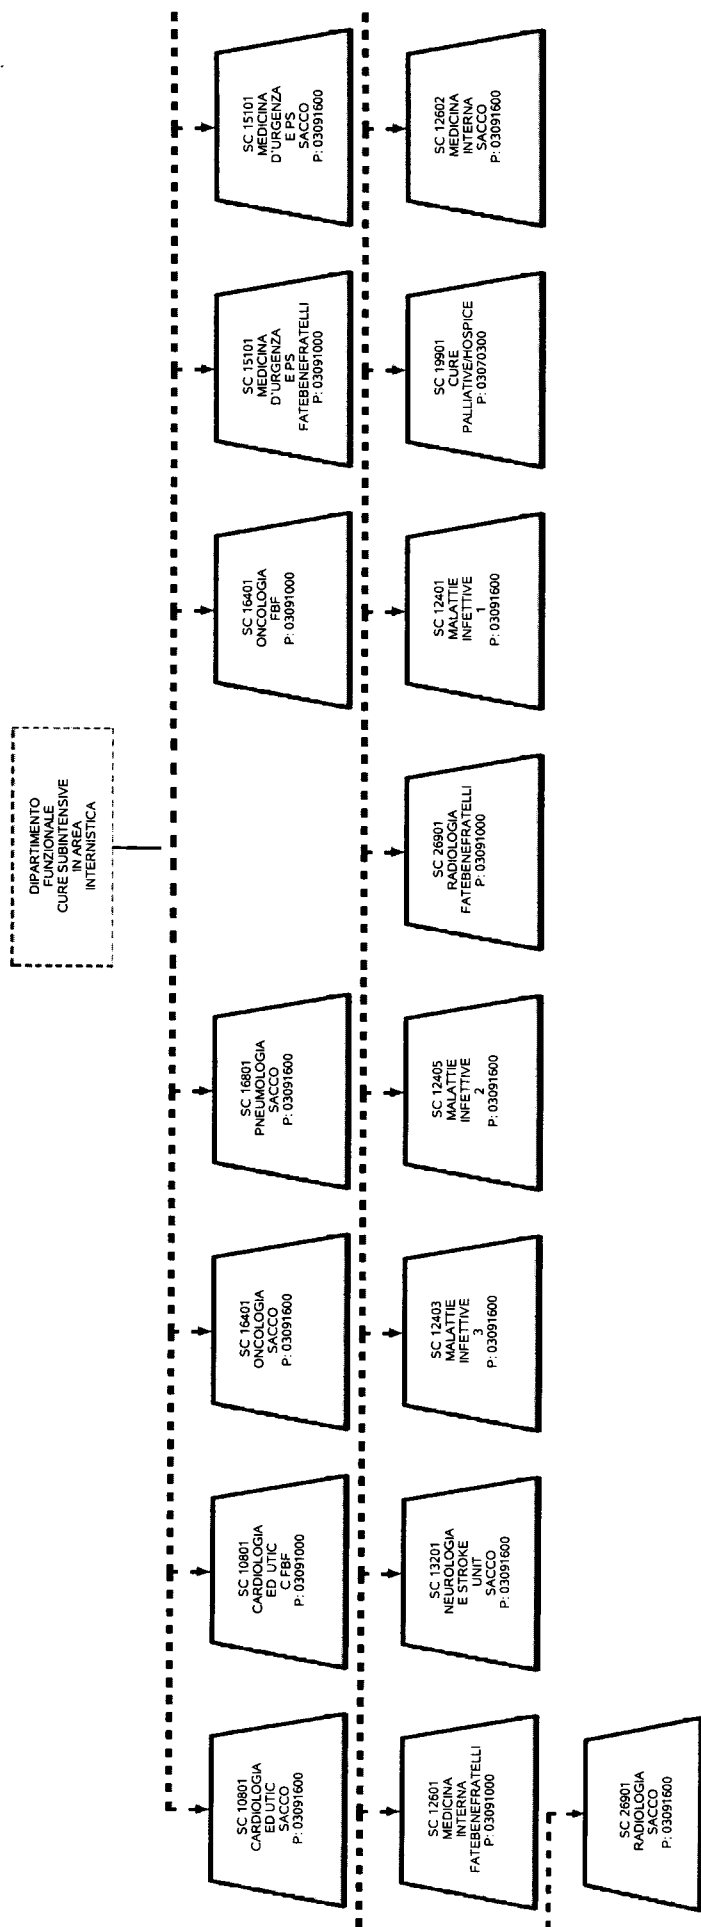 DIPARTIMENTO
FUNZIONALE
CURE SUBINTENSIVE
IN AREA
INTERNISTICA
SC 10801
CARDIOLOGIA
ED UTIC
SACCO
P: 03091600
SC 10801
CARDIOLOGIA
ED UTIC
C FBF
P: 03091000
SC 16401
ONCOLOGIA
SACCO
P: 03091600
SC 16801
PNEUMOLOGIA
SACCO
P: 03091600
SC 16401
ONCOLOGIA
FBF
P: 03091000
SC 15101
MEDICINA
D'URGENZA
E PS
FATEBENEFRATELLI
P: 03091000
SC 15101
MEDICINA
D'URGENZA
E PS
SACCO
P: 03091600
SC 12601
MEDICINA
INTERNA
FATEBENEFRATELLI
P: 03091000
SC 13201
NEUROLOGIA
E STROKE
UNIT
SACCO
P: 03091600
SC 12403
MALATTIE
INFETTIVE
3
P: 03091600
SC 12405
MALATTIE
INFETTIVE
2
P: 03091600
SC 26901
RADIOLOGIA
FATEBENEFRATELLI
P: 03091000
SC 12401
MALATTIE
INFETTIVE
1
P: 03091600
SC 19901
CURE
PALLIATIVE/HOSPICE
P: 03070300
SC 12602
MEDICINA
INTERNA
SACCO
P: 03091600
SC 26901
RADIOLOGIA
SACCO
P: 03091600